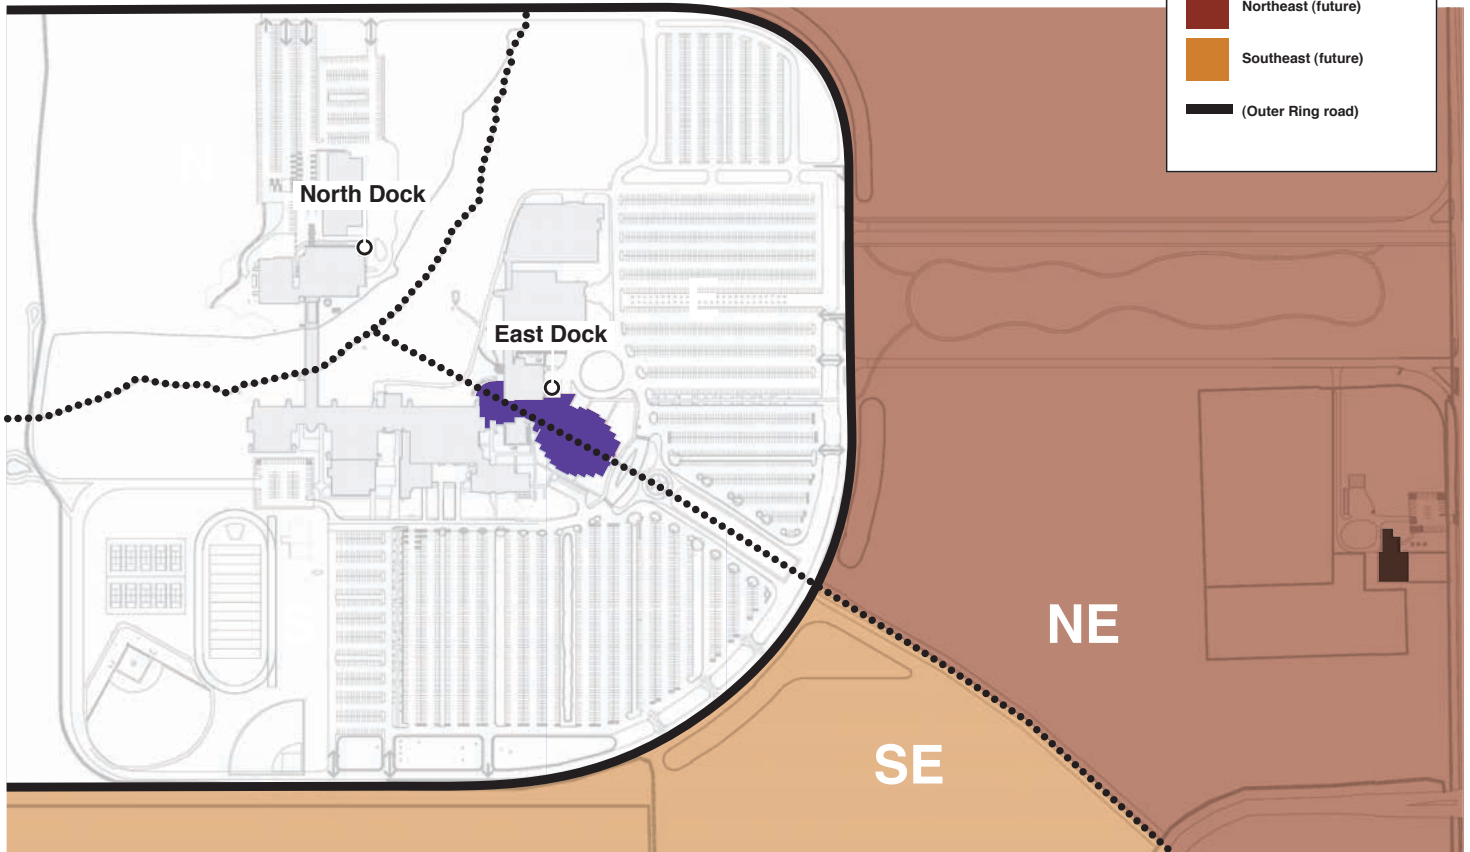 Northeast (future)
Southeast (future)
(Outer Ring road)
N
North Dock
E
East Dock
S
NE
SE